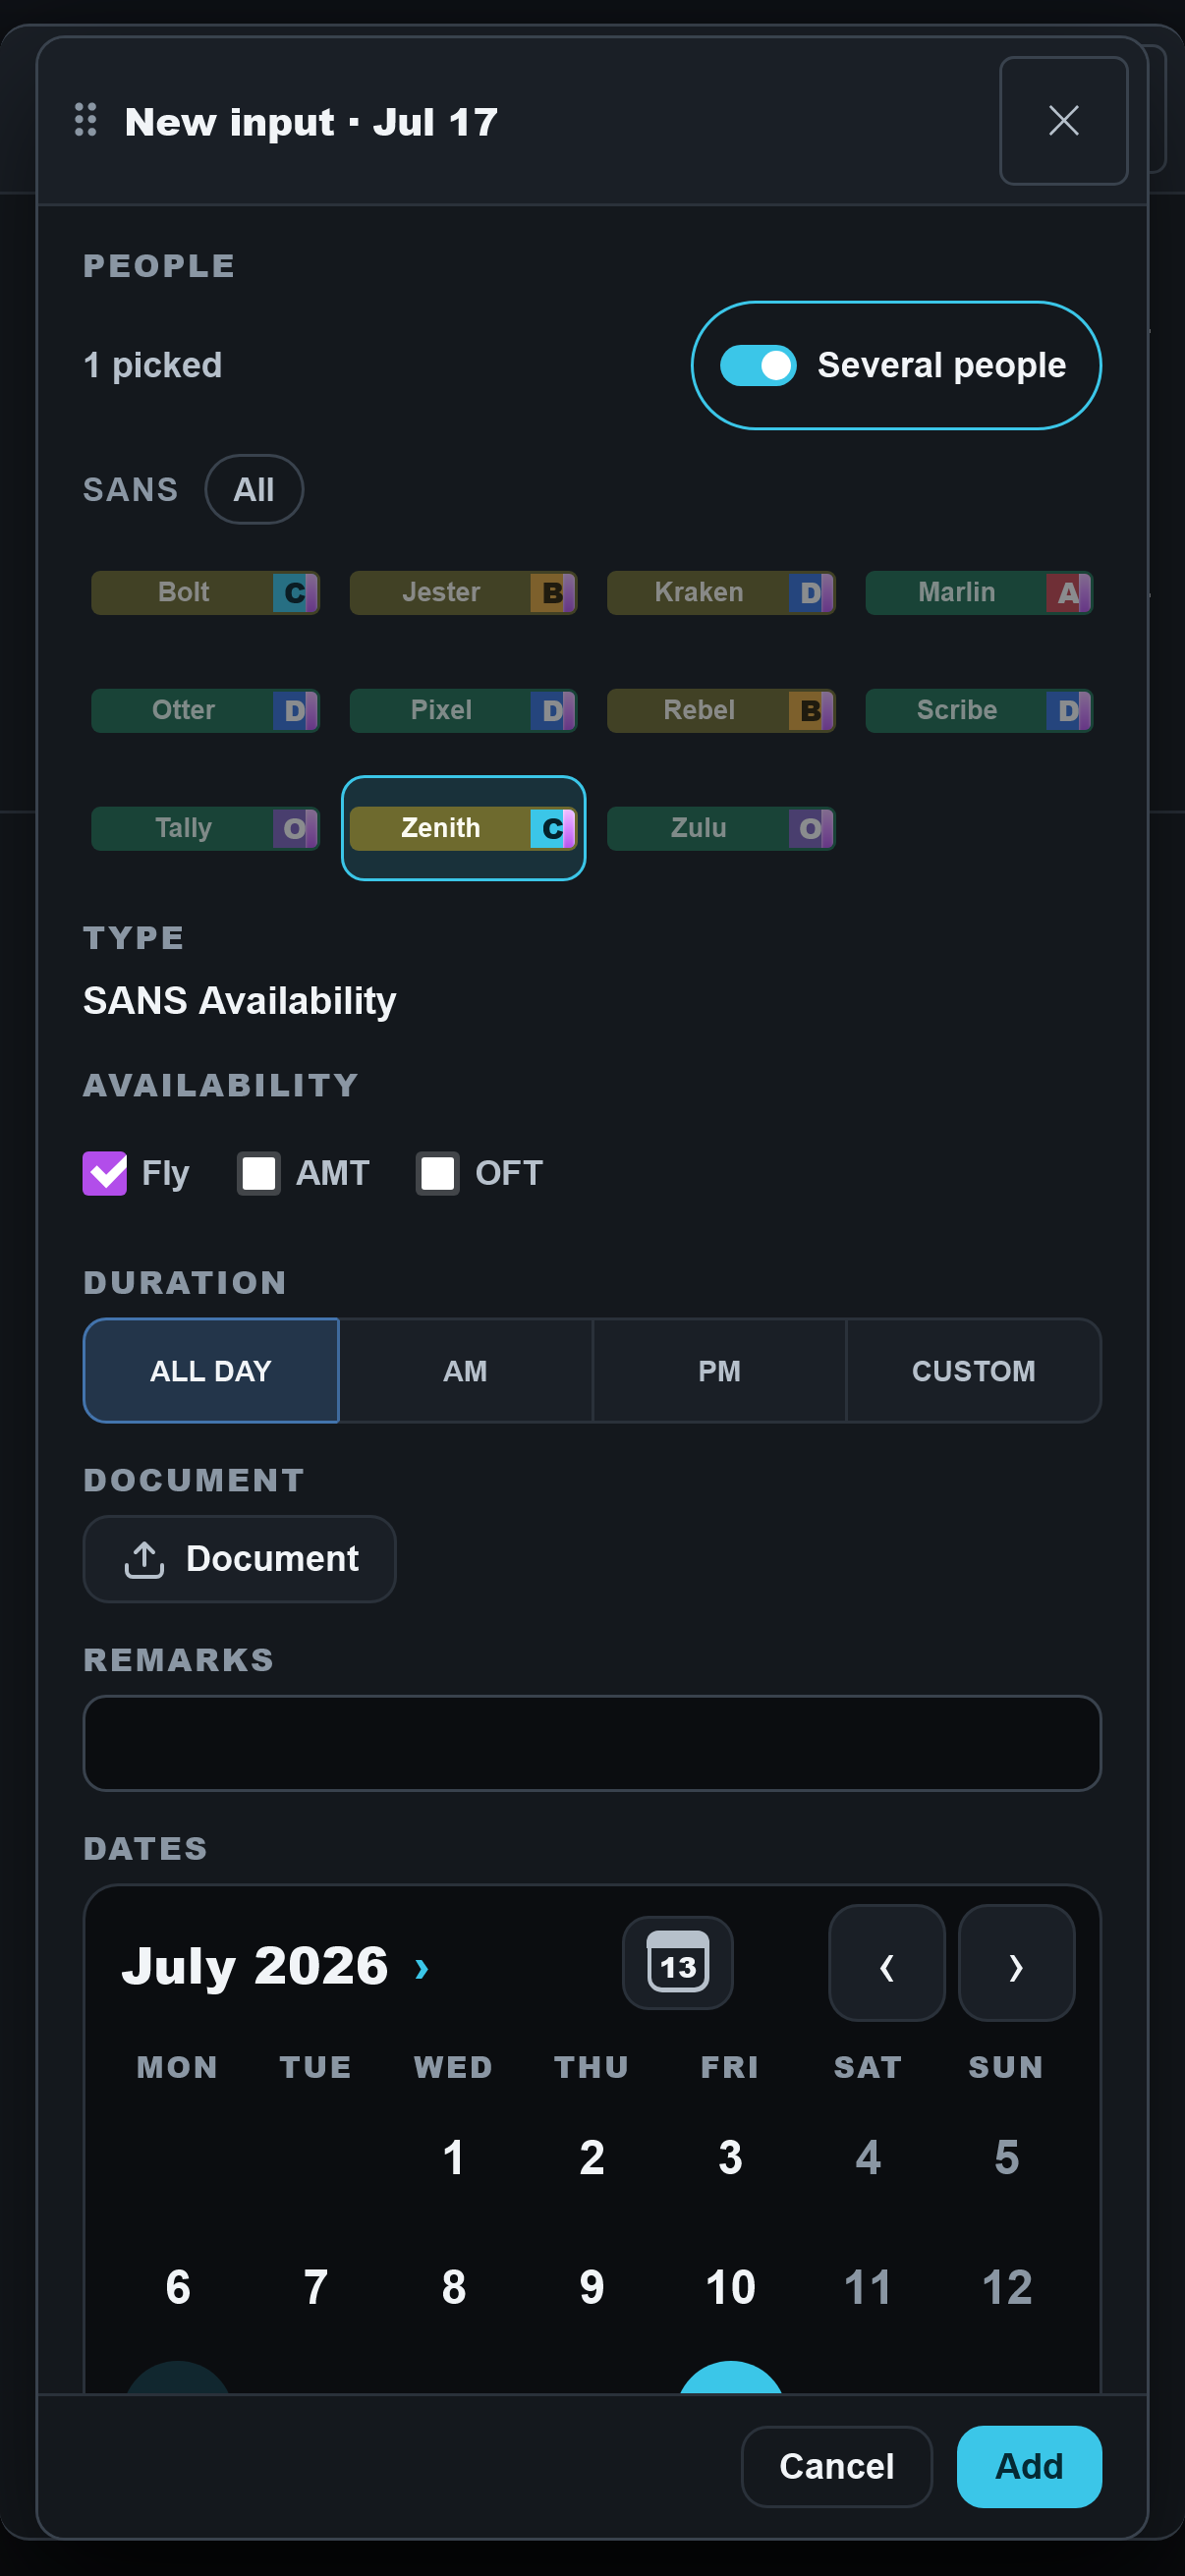 New input · Jul 17
PEOPLE
1 picked
Several people
SANS All
Bolt C Jester B Kraken D Marlin A
Otter D Pixel D Rebel B Scribe D
Tally O Zenith C Zulu O
TYPE
SANS Availability
AVAILABILITY
Fly AMT OFT
DURATION
ALL DAY AM PM CUSTOM
DOCUMENT
Document
REMARKS
DATES
July 2026 › 13 ‹ ›
MON TUE WED THU FRI SAT SUN
1 2 3 4 5
6 7 8 9 10 11 12
Cancel Add